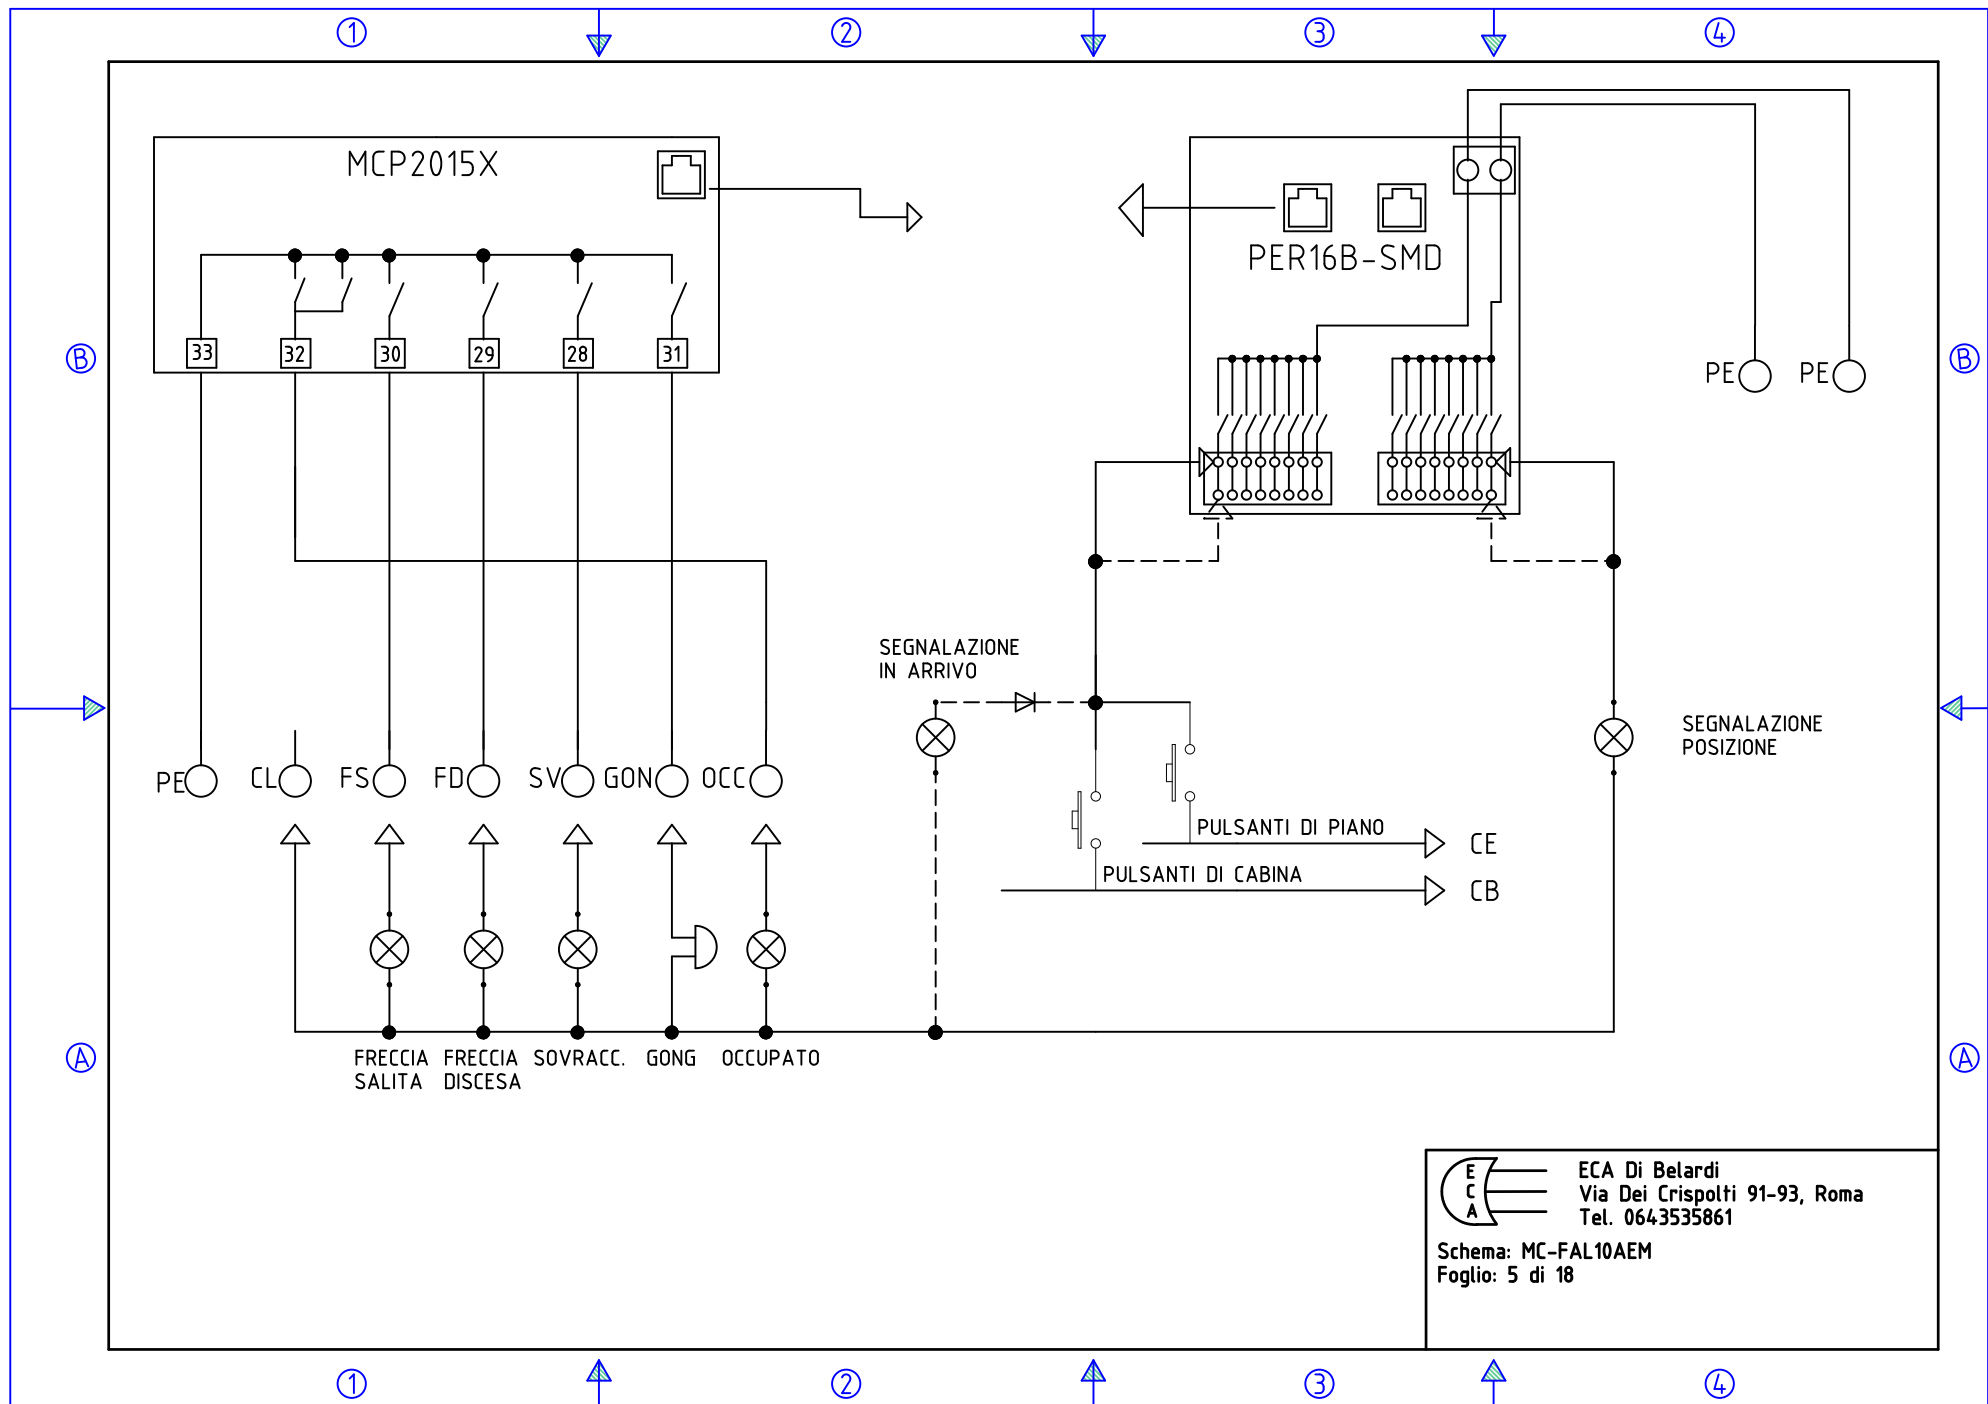 1 2 3 4
MCP2015X
PER16B-SMD
33 32 30 29 28 31
B B
PE PE
SEGNALAZIONE
IN ARRIVO
SEGNALAZIONE
POSIZIONE
PE CL FS FD SV GON OCC
PULSANTI DI PIANO CE
PULSANTI DI CABINA CB
A A
FRECCIA
SALITA
FRECCIA
DISCESA
SOVRACC.
GONG
OCCUPATO
E
C
A
ECA Di Belardi
Via Dei Crispolti 91-93, Roma
Tel. 0643535861
Schema: MC-FAL10AEM
Foglio: 5 di 18
1 2 3 4